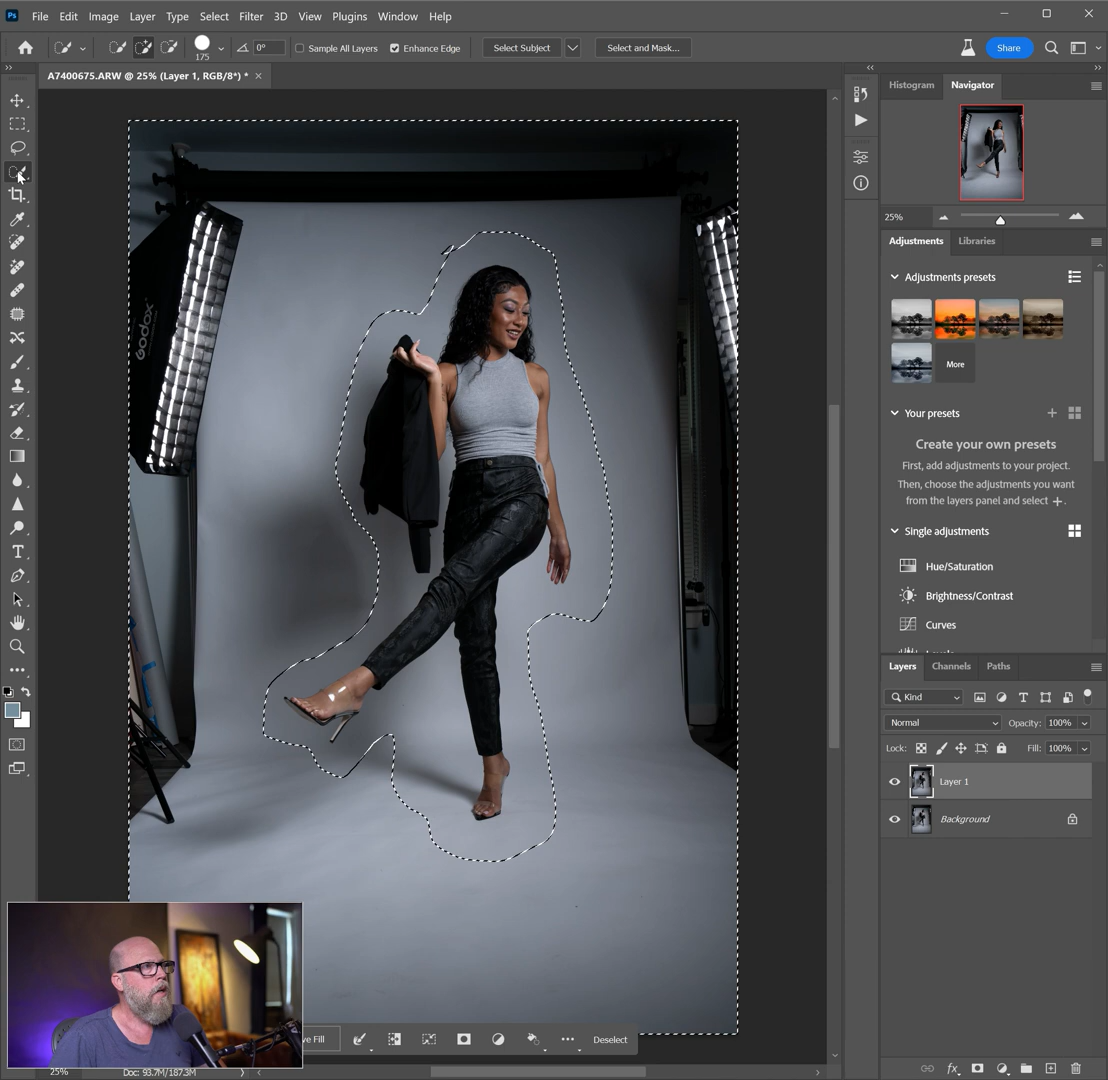 Ps File Edit Image Layer Type Select Filter 3D View Plugins Window Help
175 0° Sample All Layers Enhance Edge Select Subject Select and Mask... Share
A7400675.ARW @ 25% (Layer 1, RGB/8*) * ×
Histogram Navigator
25%
Adjustments Libraries
Adjustments presets
More
Your presets
Create your own presets
First, add adjustments to your project.
Then, choose the adjustments you want
from the layers panel and select + .
Single adjustments
Hue/Saturation
Brightness/Contrast
Curves
Layers Channels Paths
Kind
Normal Opacity: 100%
Lock: Fill: 100%
Layer 1
Background
Godox
Fill Deselect
25% Doc: 93.7M/187.3M
fx